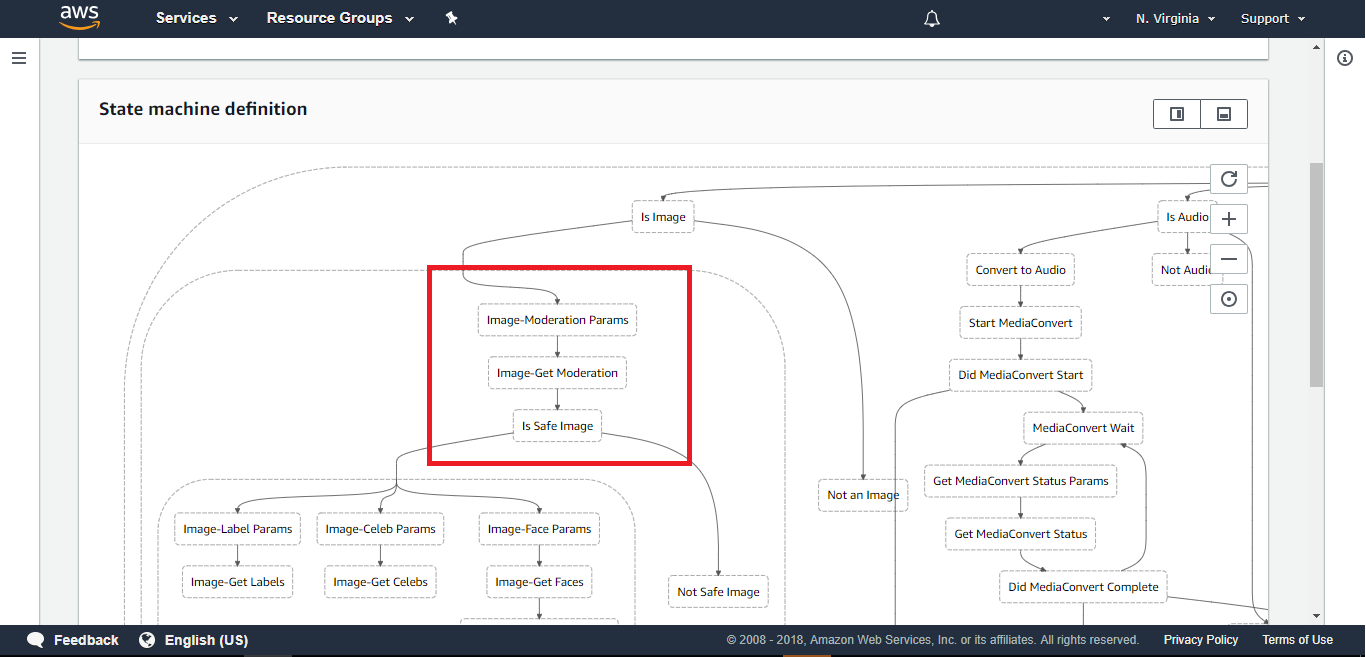 aws Services Resource Groups N. Virginia Support
State machine definition
Is Image
Is Audio
Convert to Audio
Not Audio
Image-Moderation Params
Start MediaConvert
Image-Get Moderation
Did MediaConvert Start
Is Safe Image
MediaConvert Wait
Get MediaConvert Status Params
Not an Image
Image-Label Params
Image-Celeb Params
Image-Face Params
Get MediaConvert Status
Image-Get Labels
Image-Get Celebs
Image-Get Faces
Not Safe Image
Did MediaConvert Complete
Feedback English (US) © 2008 - 2018, Amazon Web Services, Inc. or its affiliates. All rights reserved. Privacy Policy Terms of Use